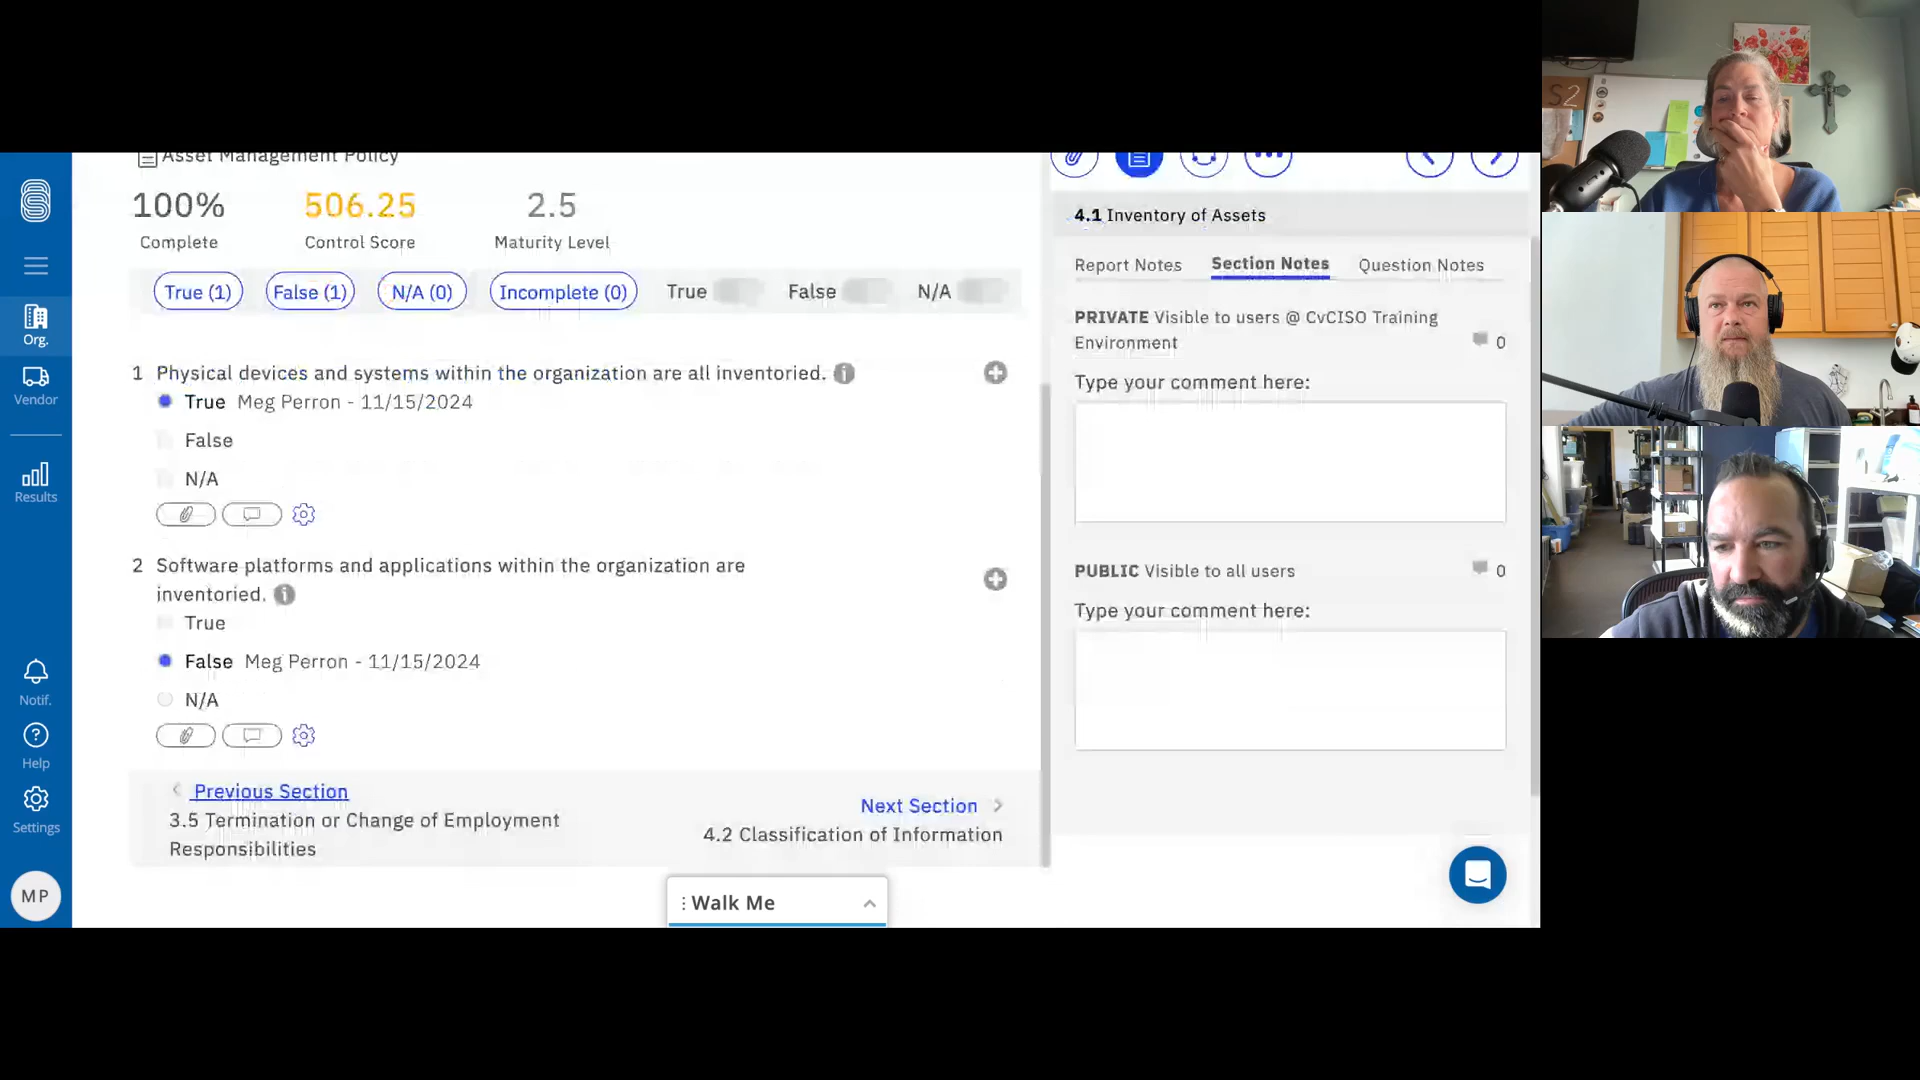 Asset Management Policy
100%
506.25
2.5
Complete
Control Score
Maturity Level
True (1)
False (1)
N/A (0)
Incomplete (0)
True
False
N/A
1 Physical devices and systems within the organization are all inventoried.
True Meg Perron - 11/15/2024
False
N/A
2 Software platforms and applications within the organization are
inventoried.
True
False Meg Perron - 11/15/2024
N/A
Previous Section
3.5 Termination or Change of Employment
Responsibilities
Next Section
4.2 Classification of Information
Walk Me
4.1 Inventory of Assets
Report Notes
Section Notes
Question Notes
PRIVATE Visible to users @ CvCISO Training
Environment
0
Type your comment here:
PUBLIC Visible to all users
0
Type your comment here:
Org.
Vendor
Results
Notif.
Help
Settings
MP
S2